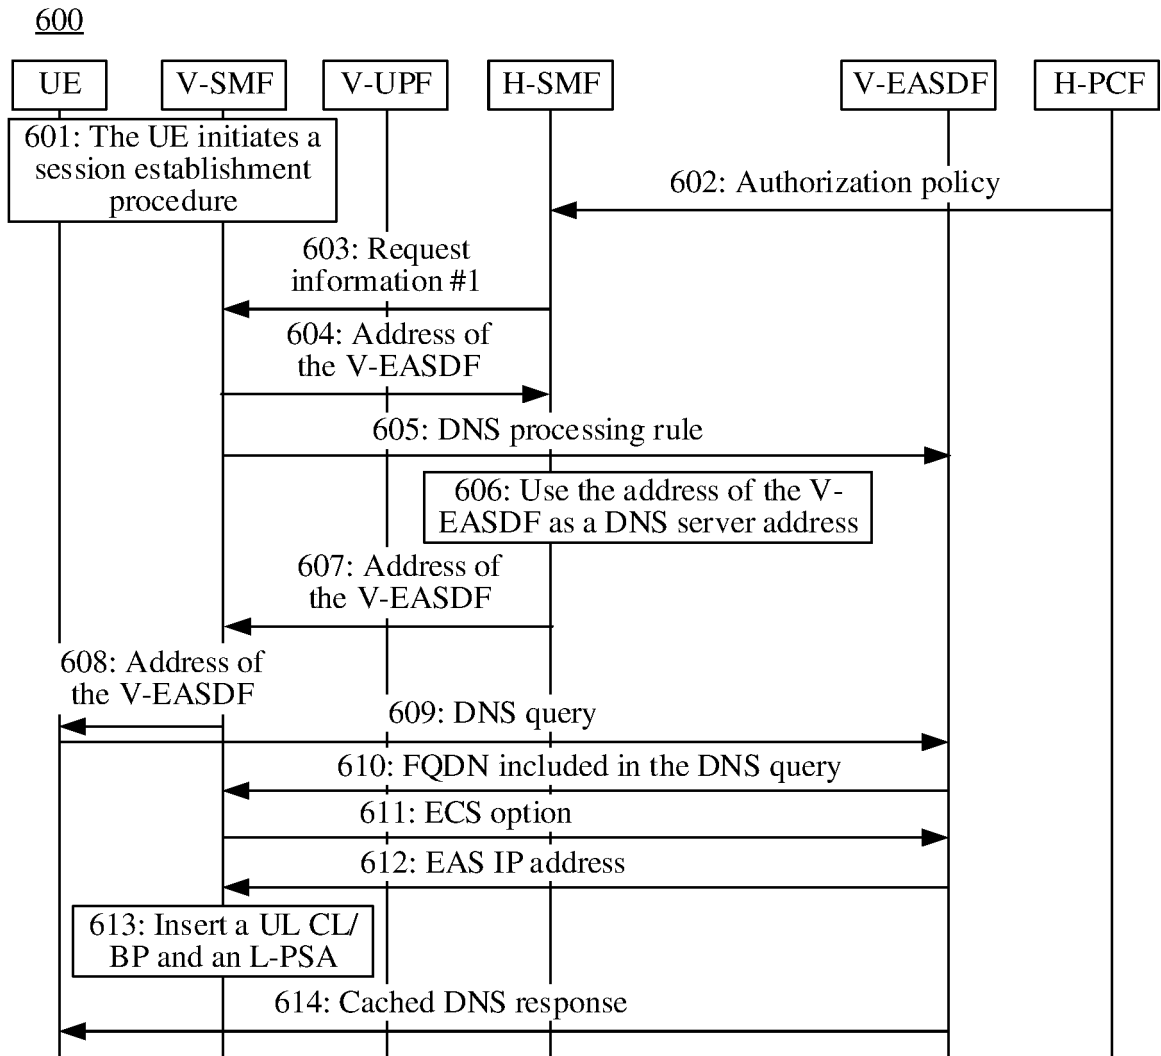 600
UE
V-SMF
V-UPF
H-SMF
V-EASDF
H-PCF
601: The UE initiates a
session establishment
procedure
602: Authorization policy
603: Request
information #1
604: Address of
the V-EASDF
605: DNS processing rule
606: Use the address of the V-
EASDF as a DNS server address
607: Address of
the V-EASDF
608: Address of
the V-EASDF
609: DNS query
610: FQDN included in the DNS query
611: ECS option
612: EAS IP address
613: Insert a UL CL/
BP and an L-PSA
614: Cached DNS response